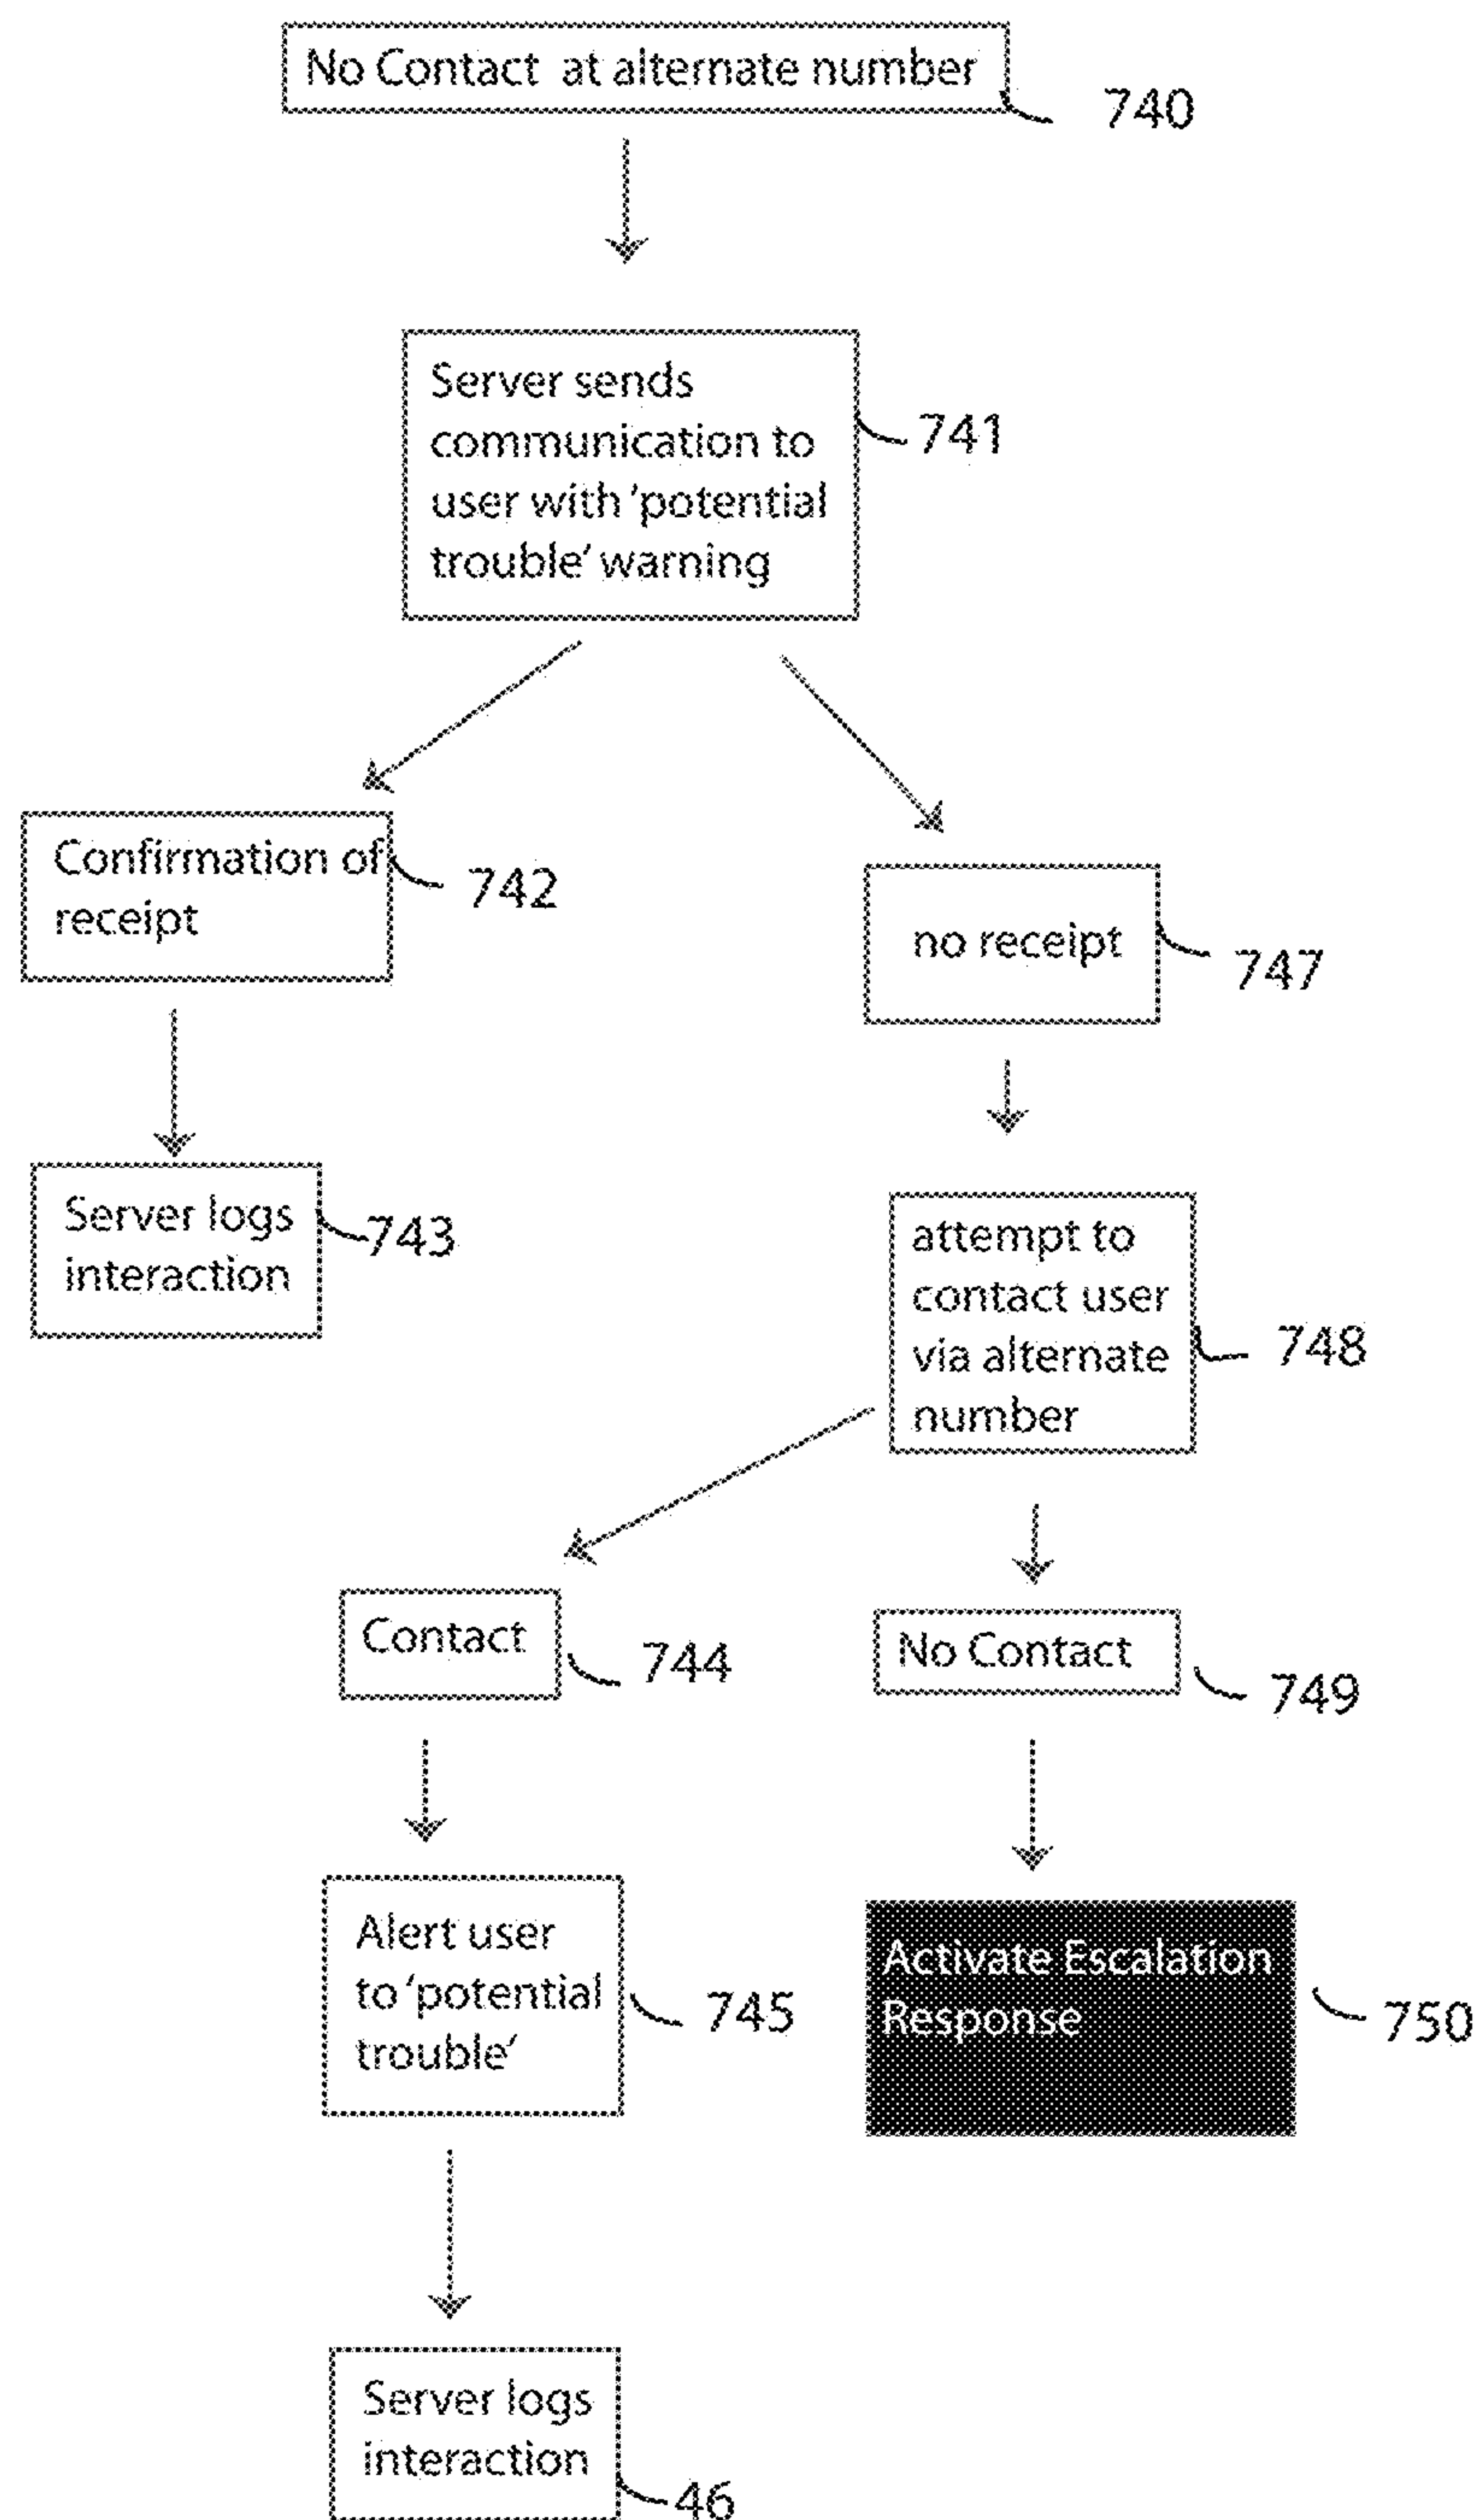 No Contact at alternate number
740
Server sends
communication to
user with 'potential
trouble' warning
741
Confirmation of
receipt
742
no receipt
747
Server logs
interaction
743
attempt to
contact user
via alternate
number
748
Contact
744
No Contact
749
Alert user
to 'potential
trouble'
745
Activate Escalation
Response
750
Server logs
interaction
46